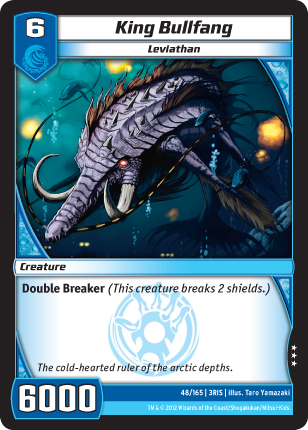 6
King Bullfang
Leviathan
Creature
Double Breaker (This creature breaks 2 shields.)
The cold-hearted ruler of the arctic depths.
6000
48/165 | 3RIS | illus. Taro Yamazaki
TM & © 2012 Wizards of the Coast/Shogakukan/Mitsui-Kids